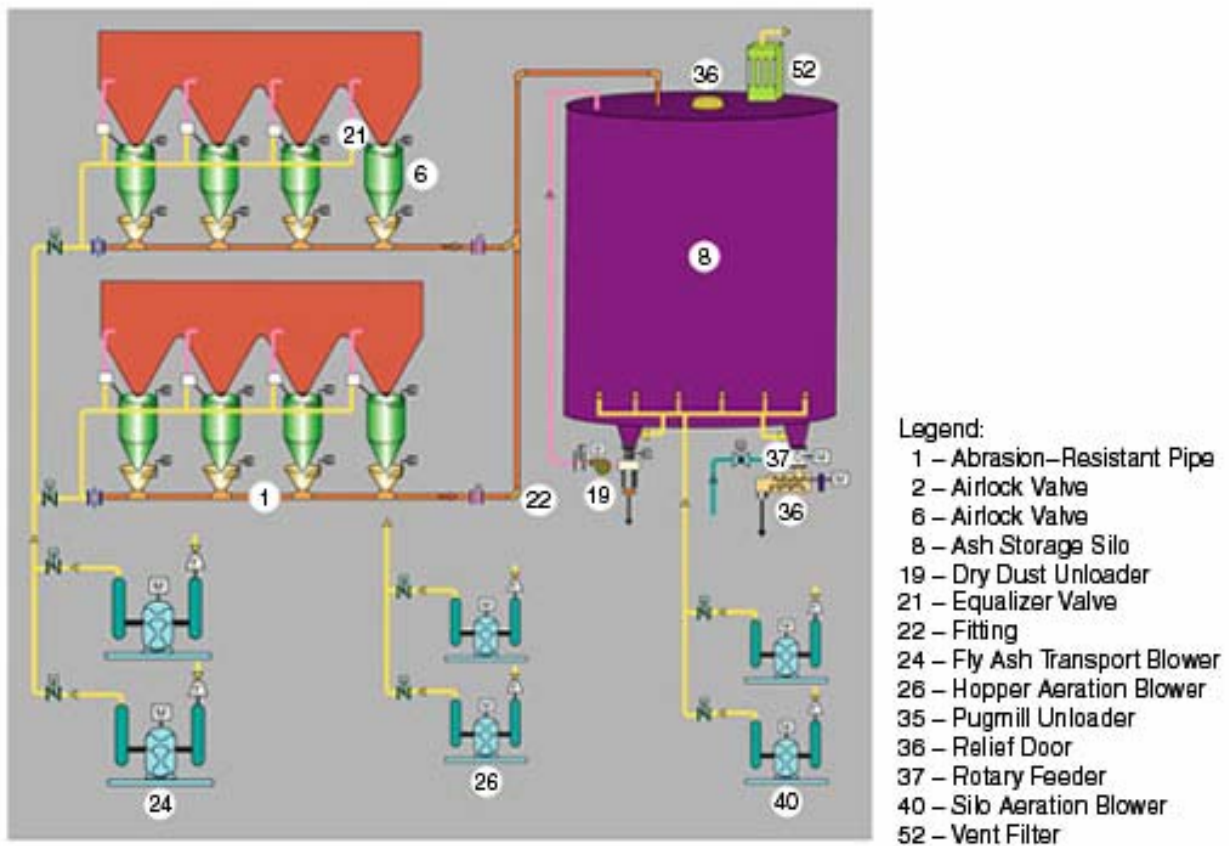 52
36
21
6
8
1
22
19
37
36
24
26
40
Legend:
1 – Abrasion–Resistant Pipe
2 – Airlock Valve
6 – Airlock Valve
8 – Ash Storage Silo
19 – Dry Dust Unloader
21 – Equalizer Valve
22 – Fitting
24 – Fly Ash Transport Blower
26 – Hopper Aeration Blower
35 – Pugmill Unloader
36 – Relief Door
37 – Rotary Feeder
40 – Silo Aeration Blower
52 – Vent Filter